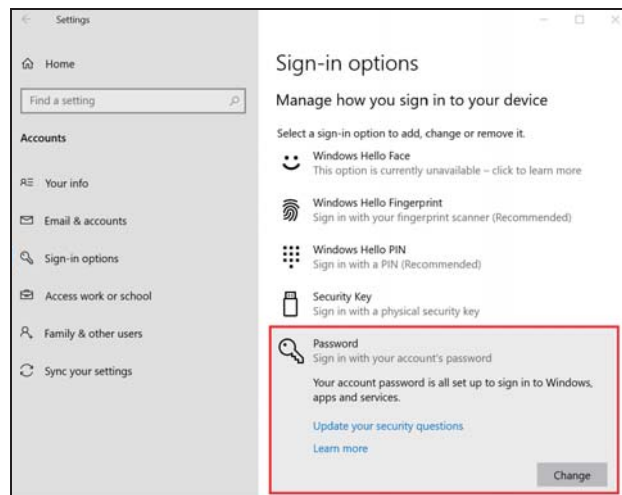 Settings
Home
Find a setting
Accounts
Your info
Email & accounts
Sign-in options
Access work or school
Family & other users
Sync your settings
Sign-in options
Manage how you sign in to your device
Select a sign-in option to add, change or remove it.
Windows Hello Face
This option is currently unavailable – click to learn more
Windows Hello Fingerprint
Sign in with your fingerprint scanner (Recommended)
Windows Hello PIN
Sign in with a PIN (Recommended)
Security Key
Sign in with a physical security key
Password
Sign in with your account's password
Your account password is all set up to sign in to Windows,
apps and services.
Update your security questions
Learn more
Change